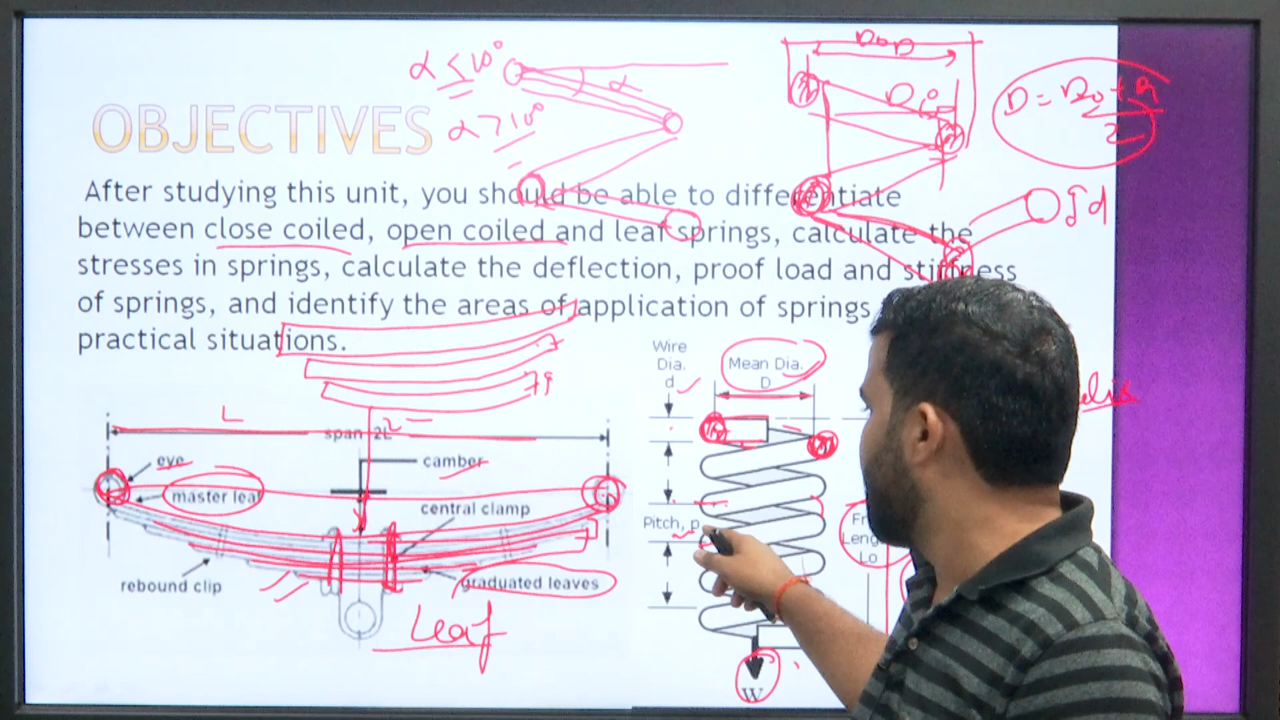 α ≤ 10°
α
α > 10°
D₀
Dᵢ
D = D₀ + Dᵢ
2
d
OBJECTIVES
After studying this unit, you should be able to differentiate
between close coiled, open coiled and leaf springs, calculate the
stresses in springs, calculate the deflection, proof load and stiffness
of springs, and identify the areas of application of springs
practical situations.
L
span 2L
eye
camber
master leaf
central clamp
rebound clip
graduated leaves
Leaf
Wire
Dia.
d
Mean Dia.
D
Pitch, p
Lo
W